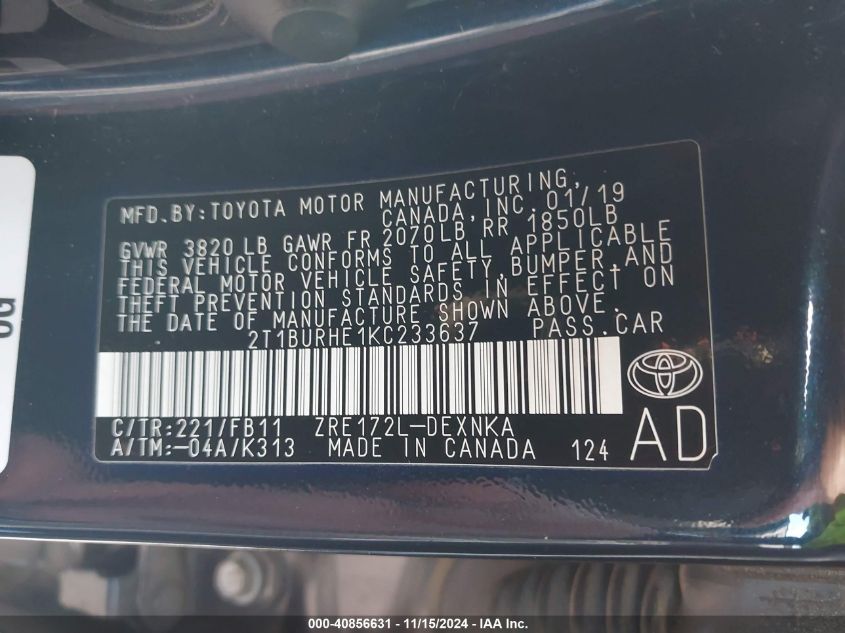 MFD. BY: TOYOTA MOTOR MANUFACTURING,
CANADA, INC. 01/19
GVWR 3820 LB GAWR FR 2070LB, RR 1850LB
THIS VEHICLE CONFORMS TO ALL APPLICABLE
FEDERAL MOTOR VEHICLE SAFETY, BUMPER AND
THEFT PREVENTION STANDARDS IN EFFECT ON
THE DATE OF MANUFACTURE SHOWN ABOVE.
2T1BURHE1KC233637 PASS. CAR
C/TR:221/FB11 ZRE172L-DEXNKA
A/TM:-04A/K313 MADE IN CANADA 124
AD
000-40856631 - 11/15/2024 - IAA Inc.